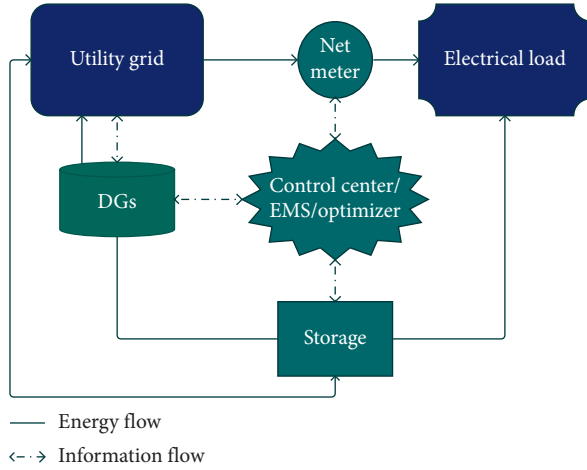 Utility grid
Net
meter
Electrical load
DGs
Control center/
EMS/optimizer
Storage
Energy flow
Information flow